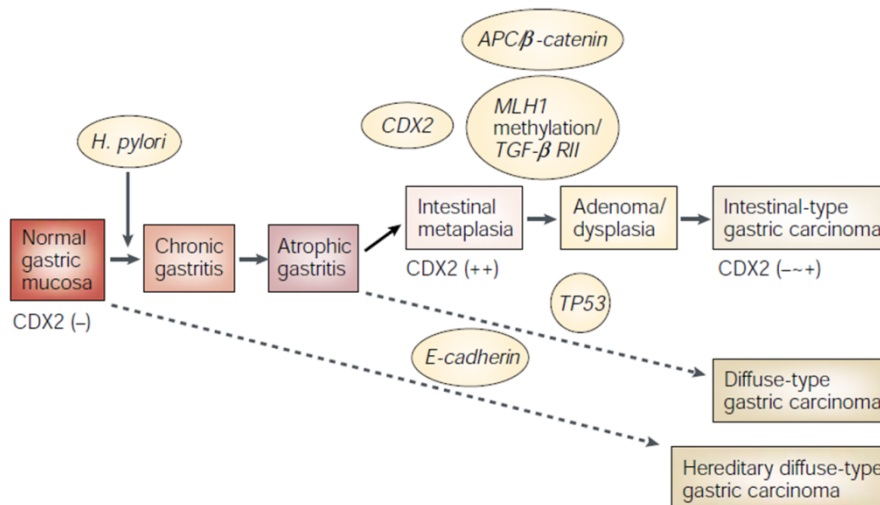 APC/β-catenin
CDX2
MLH1
methylation/
TGF-β RII
H. pylori
Normal
gastric
mucosa
CDX2 (–)
Chronic
gastritis
Atrophic
gastritis
Intestinal
metaplasia
CDX2 (++)
Adenoma/
dysplasia
Intestinal-type
gastric carcinoma
CDX2 (–~+)
TP53
E-cadherin
Diffuse-type
gastric carcinoma
Hereditary diffuse-type
gastric carcinoma